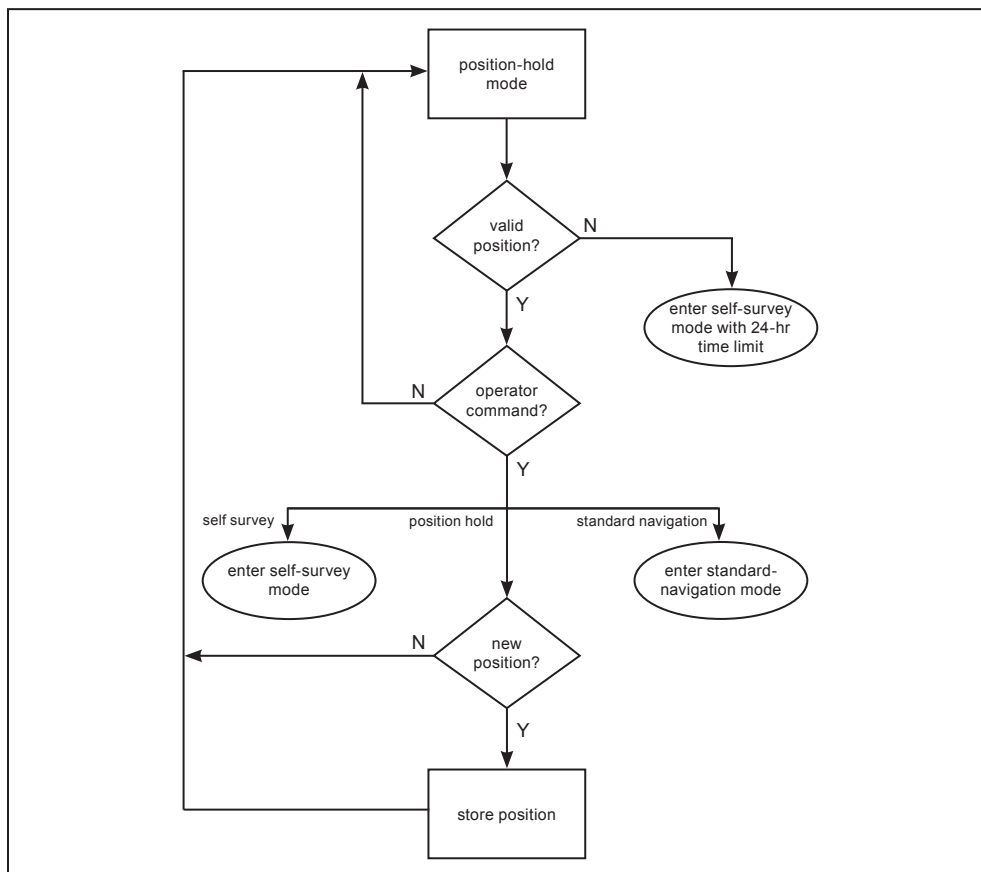 position-hold
mode
valid
position?
N
Y
enter self-survey
mode with 24-hr
time limit
operator
command?
N
Y
self survey
position hold
standard navigation
enter self-survey
mode
enter standard-
navigation mode
new
position?
N
Y
store position